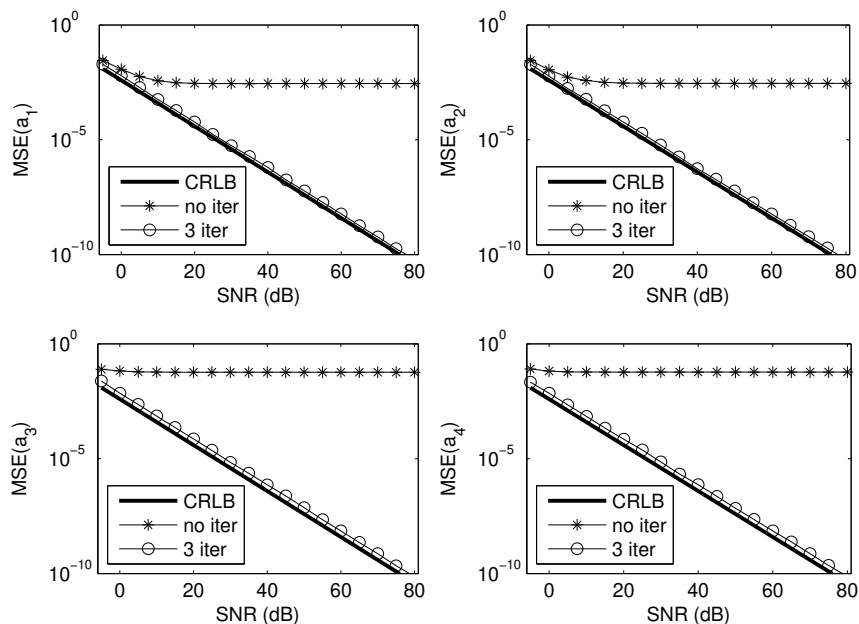 10^0
10^-5
10^-10
MSE(a_1)
CRLB
no iter
3 iter
0 20 40 60 80
SNR (dB)
10^0
10^-5
10^-10
MSE(a_2)
CRLB
no iter
3 iter
0 20 40 60 80
SNR (dB)
10^0
10^-5
10^-10
MSE(a_3)
CRLB
no iter
3 iter
0 20 40 60 80
SNR (dB)
10^0
10^-5
10^-10
MSE(a_4)
CRLB
no iter
3 iter
0 20 40 60 80
SNR (dB)